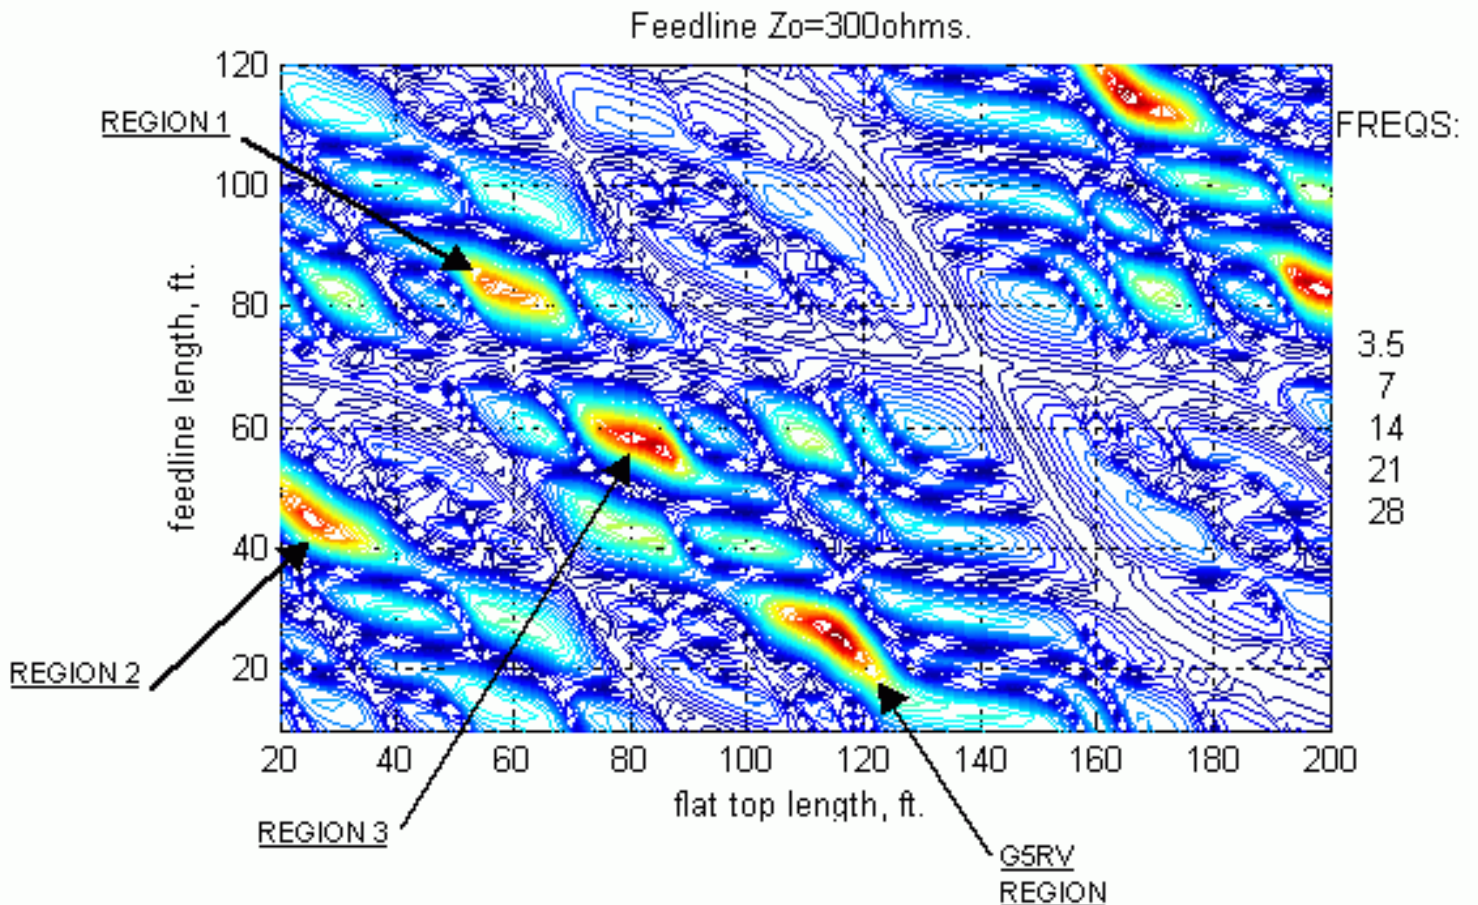 Feedline Zo=300ohms.
120
100
80
60
40
20
feedline length, ft.
20 40 60 80 100 120 140 160 180 200
flat top length, ft.
REGION 1
REGION 2
REGION 3
G5RV
REGION
FREQS:
3.5
7
14
21
28